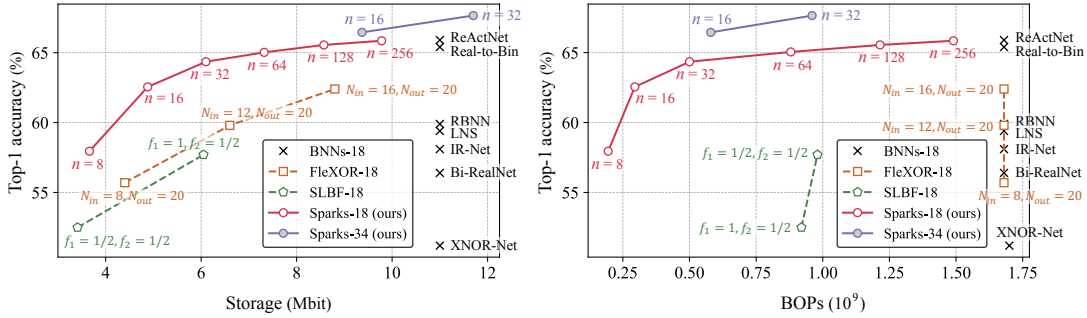 Top-1 accuracy (%)
65
60
55
4
6
8
10
12
Storage (Mbit)
n = 16
n = 32
n = 8
n = 16
n = 32
n = 64
n = 128
n = 256
ReActNet
Real-to-Bin
N_in = 16, N_out = 20
N_in = 12, N_out = 20
N_in = 8, N_out = 20
f_1 = 1, f_2 = 1/2
f_1 = 1/2, f_2 = 1/2
RBNN
LNS
IR-Net
Bi-RealNet
XNOR-Net
BNNs-18
FleXOR-18
SLBF-18
Sparks-18 (ours)
Sparks-34 (ours)
Top-1 accuracy (%)
65
60
55
0.25
0.50
0.75
1.00
1.25
1.50
1.75
BOPs (10^9)
n = 16
n = 32
n = 8
n = 16
n = 32
n = 64
n = 128
n = 256
ReActNet
Real-to-Bin
N_in = 16, N_out = 20
N_in = 12, N_out = 20
N_in = 8, N_out = 20
f_1 = 1/2, f_2 = 1/2
f_1 = 1, f_2 = 1/2
RBNN
LNS
IR-Net
Bi-RealNet
XNOR-Net
BNNs-18
FleXOR-18
SLBF-18
Sparks-18 (ours)
Sparks-34 (ours)